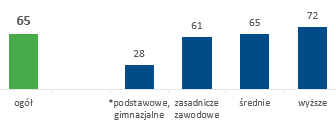 65
28
61
65
72
ogół
*podstawowe,
gimnazjalne
zasadnicze
zawodowe
średnie
wyższe